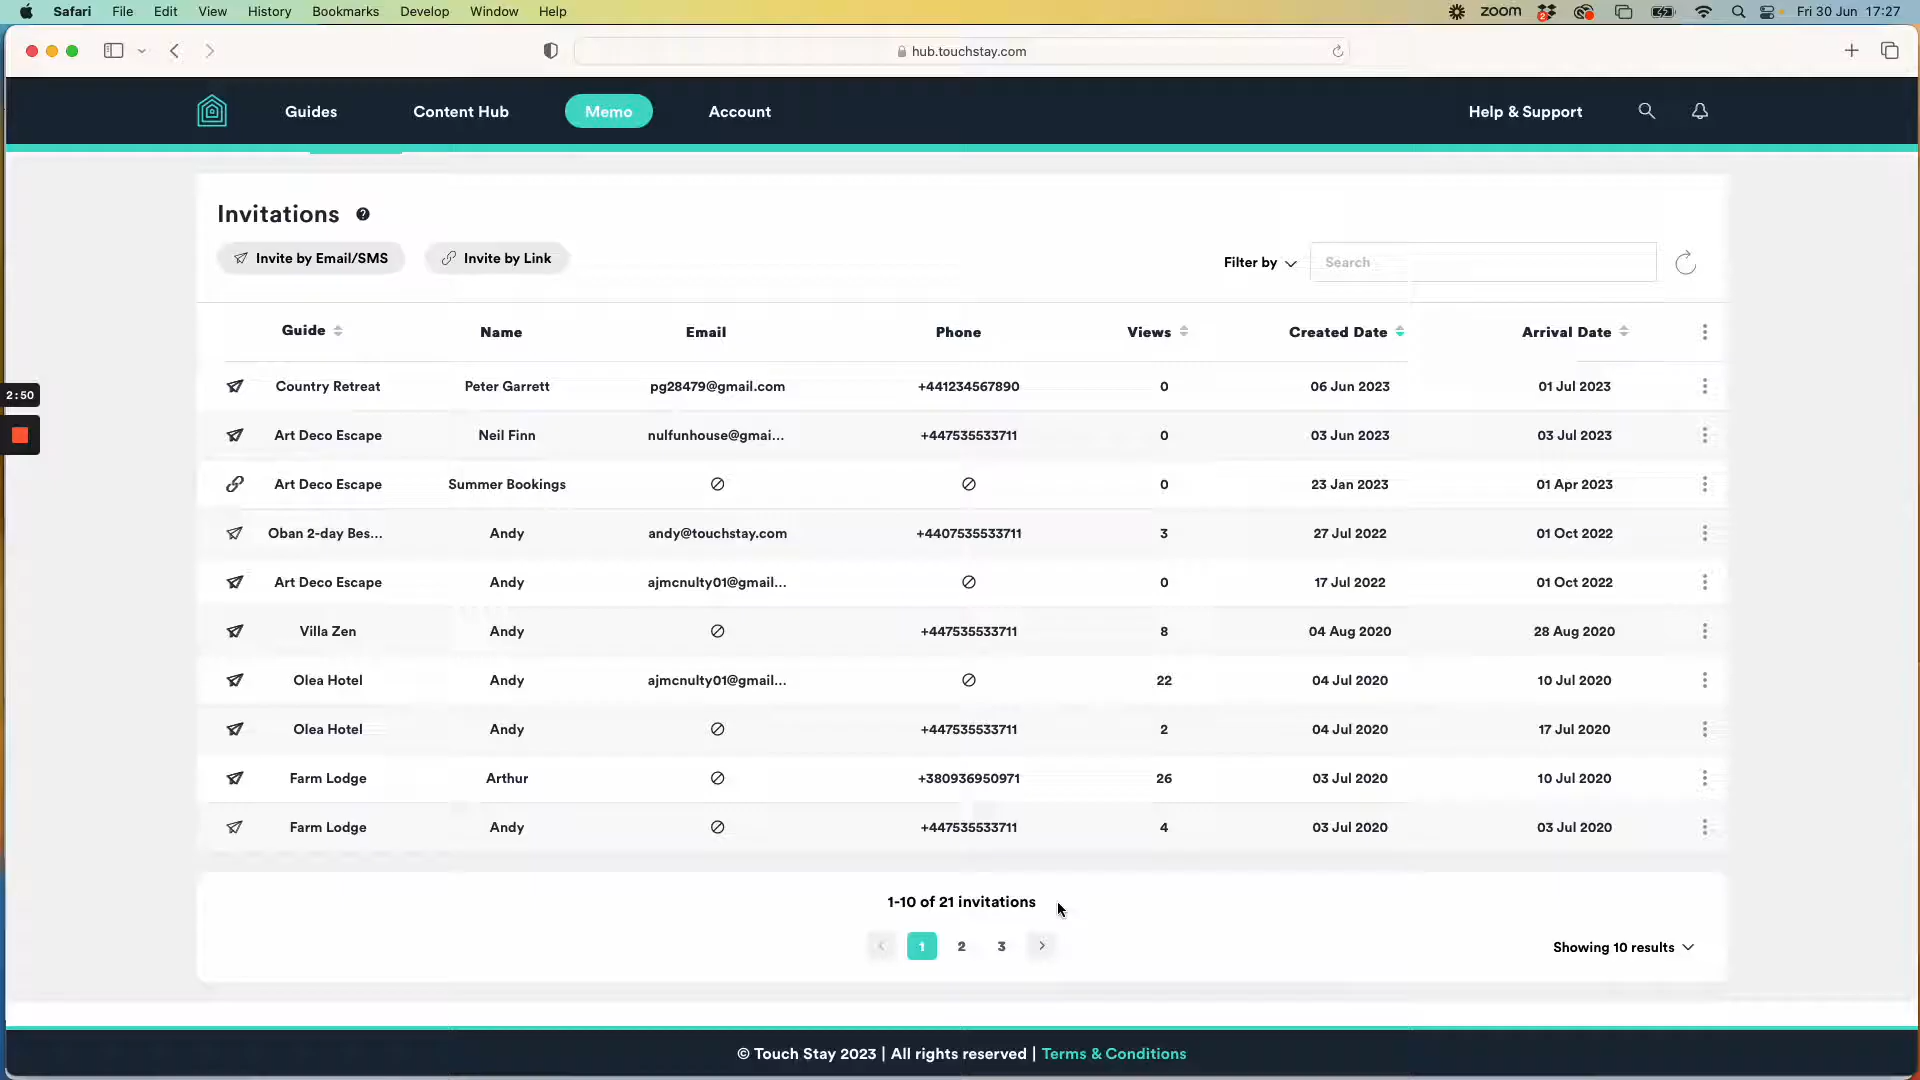 Safari File Edit View History Bookmarks Develop Window Help zoom Fri 30 Jun 17:27
hub.touchstay.com
Guides Content Hub Memo Account Help & Support
Invitations ?
Invite by Email/SMS Invite by Link Filter by Search
Guide Name Email Phone Views Created Date Arrival Date
Country Retreat Peter Garrett pg28479@gmail.com +441234567890 0 06 Jun 2023 01 Jul 2023
2:50
Art Deco Escape Neil Finn nulfunhouse@gmai... +447535533711 0 03 Jun 2023 03 Jul 2023
Art Deco Escape Summer Bookings 0 23 Jan 2023 01 Apr 2023
Oban 2-day Bes... Andy andy@touchstay.com +4407535533711 3 27 Jul 2022 01 Oct 2022
Art Deco Escape Andy ajmcnulty01@gmail... 0 17 Jul 2022 01 Oct 2022
Villa Zen Andy +447535533711 8 04 Aug 2020 28 Aug 2020
Olea Hotel Andy ajmcnulty01@gmail... 22 04 Jul 2020 10 Jul 2020
Olea Hotel Andy +447535533711 2 04 Jul 2020 17 Jul 2020
Farm Lodge Arthur +380936950971 26 03 Jul 2020 10 Jul 2020
Farm Lodge Andy +447535533711 4 03 Jul 2020 03 Jul 2020
1-10 of 21 invitations
1 2 3 Showing 10 results
© Touch Stay 2023 | All rights reserved | Terms & Conditions